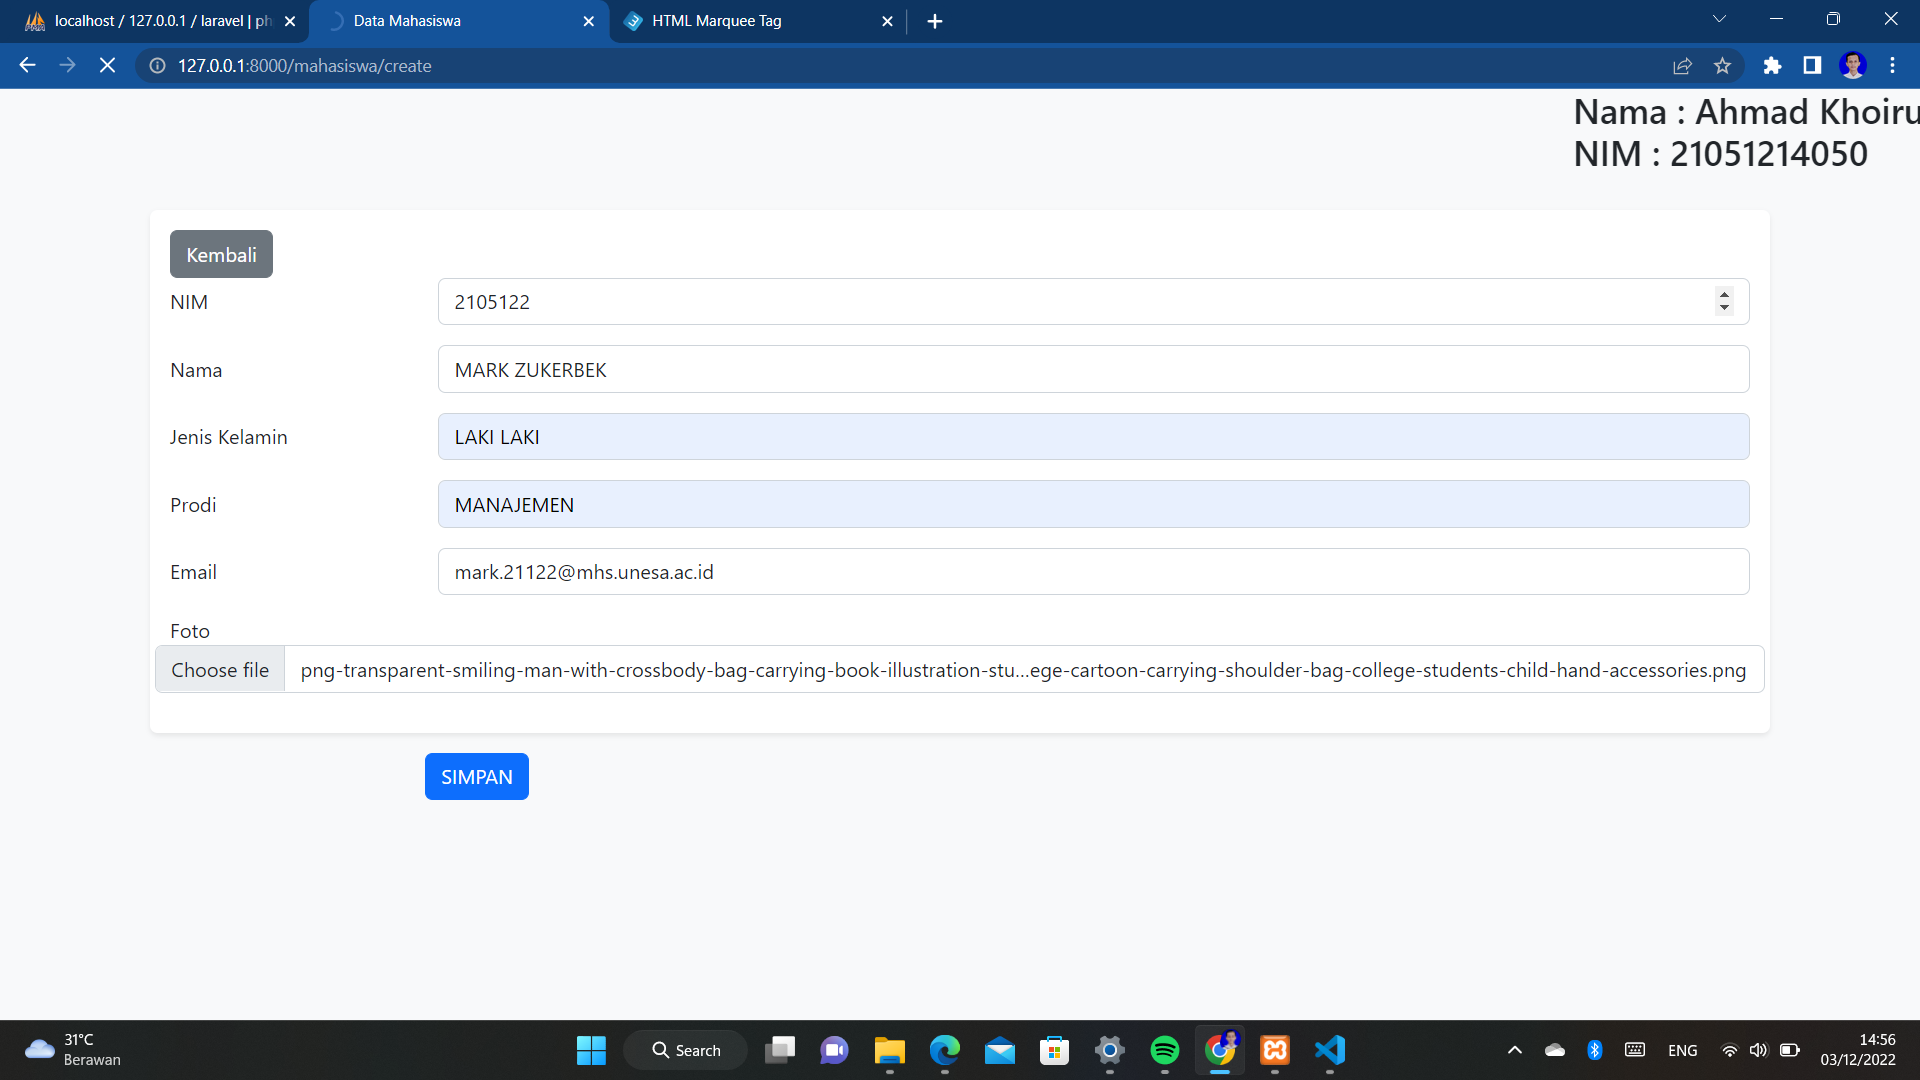 localhost / 127.0.0.1 / laravel | ph
Data Mahasiswa
HTML Marquee Tag
127.0.0.1:8000/mahasiswa/create
Nama : Ahmad Khoiru
NIM : 21051214050
Kembali
NIM
2105122
Nama
MARK ZUKERBEK
Jenis Kelamin
LAKI LAKI
Prodi
MANAJEMEN
Email
mark.21122@mhs.unesa.ac.id
Foto
Choose file
png-transparent-smiling-man-with-crossbody-bag-carrying-book-illustration-stu...ege-cartoon-carrying-shoulder-bag-college-students-child-hand-accessories.png
SIMPAN
31°C
Berawan
Search
ENG
14:56
03/12/2022